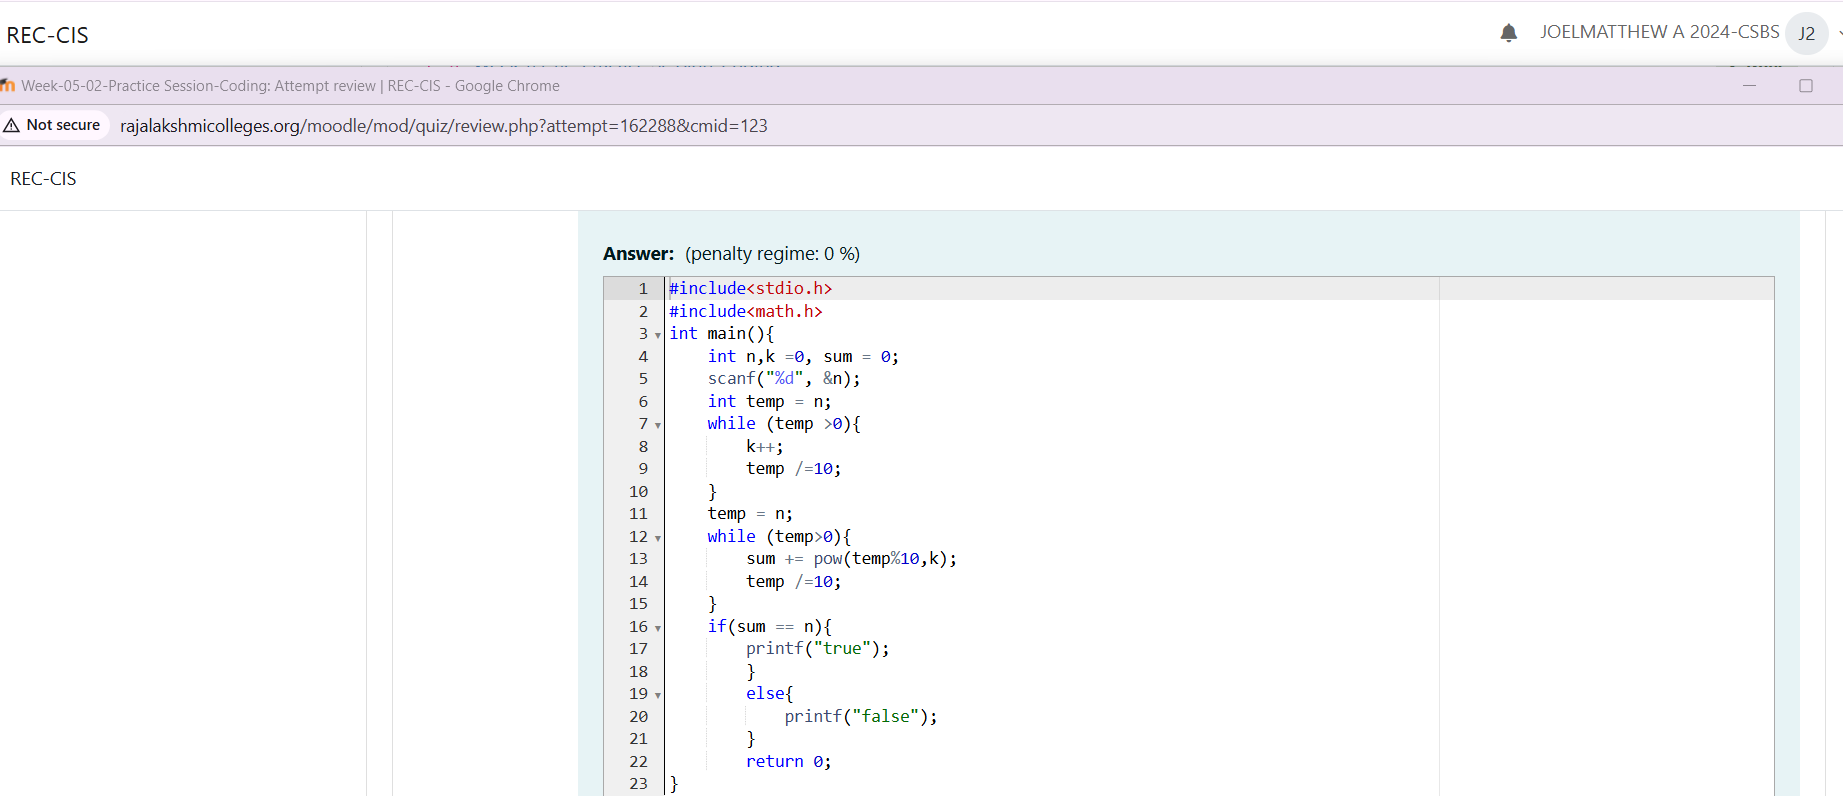 REC-CIS
JOELMATTHEW A 2024-CSBS J2
Week-05-02-Practice Session-Coding: Attempt review | REC-CIS - Google Chrome
Not secure rajalakshmicolleges.org/moodle/mod/quiz/review.php?attempt=162288&cmid=123
REC-CIS
Answer: (penalty regime: 0 %)
1 #include<stdio.h>
2 #include<math.h>
3 int main(){
4     int n,k =0, sum = 0;
5     scanf("%d", &n);
6     int temp = n;
7     while (temp >0){
8         k++;
9         temp /=10;
10     }
11     temp = n;
12     while (temp>0){
13         sum += pow(temp%10,k);
14         temp /=10;
15     }
16     if(sum == n){
17         printf("true");
18         }
19         else{
20             printf("false");
21         }
22         return 0;
23 }